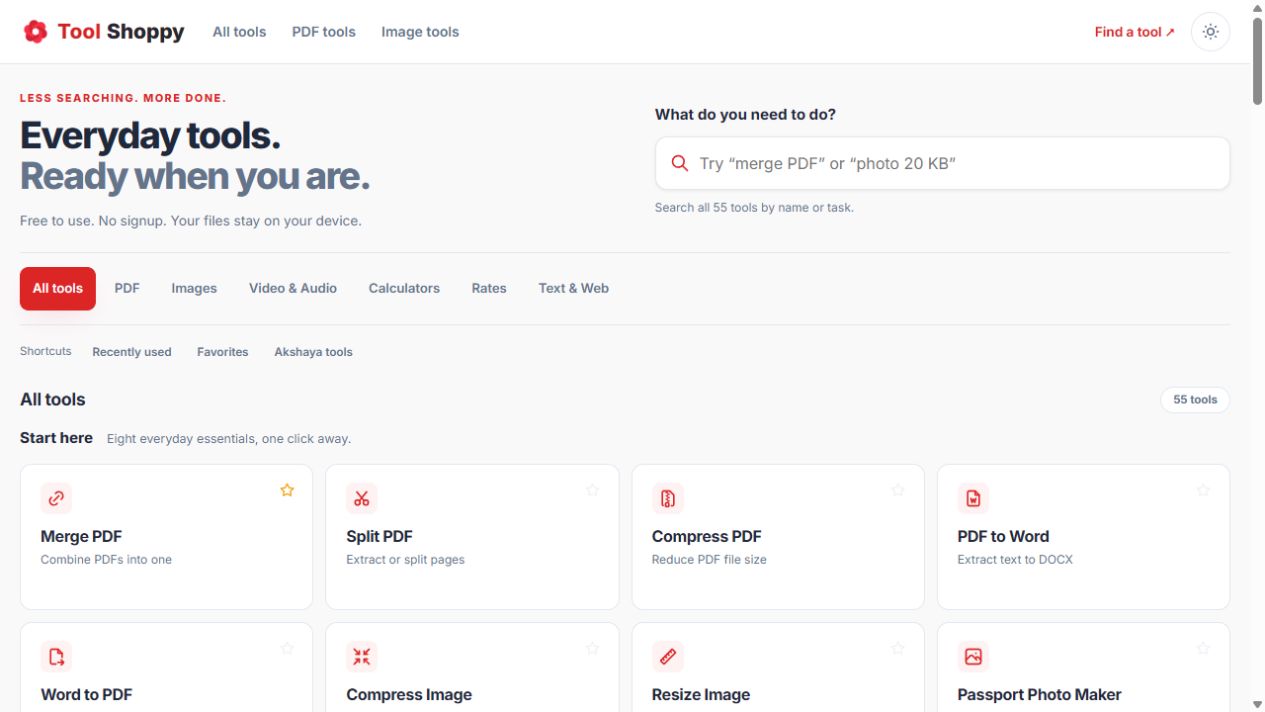 Tool Shoppy
All tools
PDF tools
Image tools
Find a tool ↗
LESS SEARCHING. MORE DONE.
Everyday tools.
Ready when you are.
Free to use. No signup. Your files stay on your device.
What do you need to do?
Try “merge PDF” or “photo 20 KB”
Search all 55 tools by name or task.
All tools
PDF
Images
Video & Audio
Calculators
Rates
Text & Web
Shortcuts
Recently used
Favorites
Akshaya tools
All tools
55 tools
Start here
Eight everyday essentials, one click away.
Merge PDF
Combine PDFs into one
Split PDF
Extract or split pages
Compress PDF
Reduce PDF file size
PDF to Word
Extract text to DOCX
Word to PDF
Compress Image
Resize Image
Passport Photo Maker